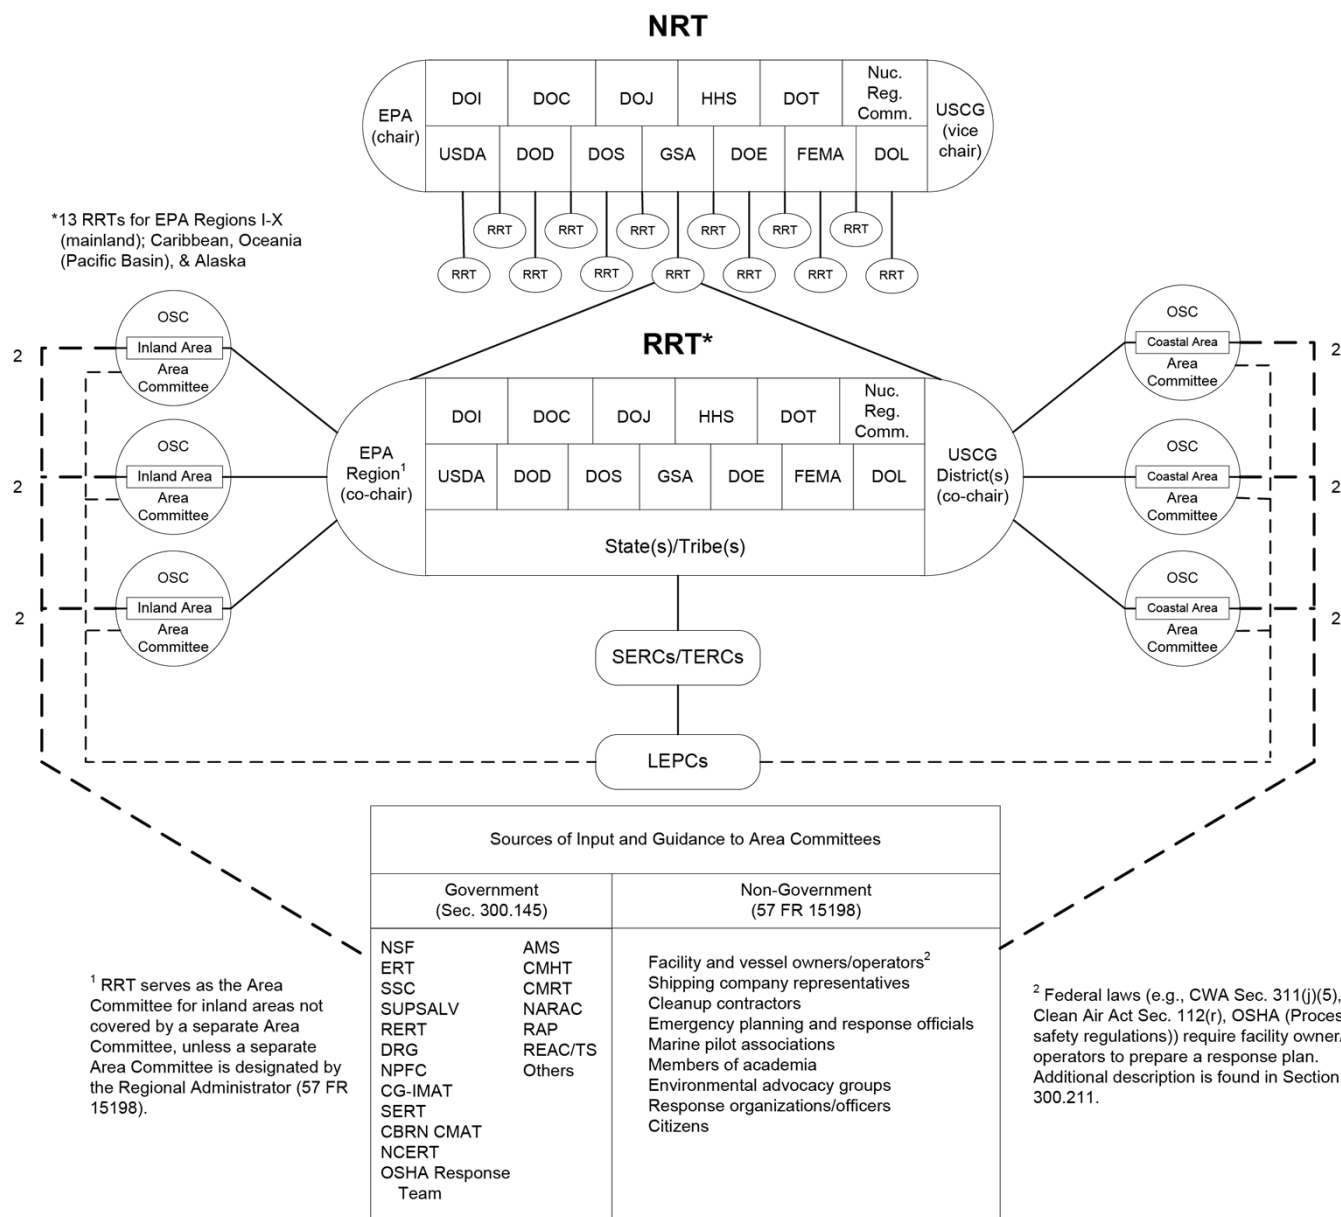 NRT
EPA
(chair)
DOI
DOC
DOJ
HHS
DOT
Nuc.
Reg.
Comm.
USCG
(vice
chair)
USDA
DOD
DOS
GSA
DOE
FEMA
DOL
RRT
RRT
RRT
RRT
RRT
RRT
RRT
RRT
RRT
RRT
RRT
RRT
RRT
*13 RRTs for EPA Regions I-X
(mainland); Caribbean, Oceania
(Pacific Basin), & Alaska
RRT*
EPA
Region1
(co-chair)
DOI
DOC
DOJ
HHS
DOT
Nuc.
Reg.
Comm.
USDA
DOD
DOS
GSA
DOE
FEMA
DOL
State(s)/Tribe(s)
USCG
District(s)
(co-chair)
2
OSC
Inland Area
Area
Committee
2
OSC
Inland Area
Area
Committee
2
OSC
Inland Area
Area
Committee
OSC
Coastal Area
Area
Committee
2
OSC
Coastal Area
Area
Committee
2
OSC
Coastal Area
Area
Committee
2
SERCs/TERCs
LEPCs
Sources of Input and Guidance to Area Committees
Government
(Sec. 300.145)
Non-Government
(57 FR 15198)
NSF
ERT
SSC
SUPSALV
RERT
DRG
NPFC
CG-IMAT
SERT
CBRN CMAT
NCERT
OSHA Response
Team
AMS
CMHT
CMRT
NARAC
RAP
REAC/TS
Others
Facility and vessel owners/operators2
Shipping company representatives
Cleanup contractors
Emergency planning and response officials
Marine pilot associations
Members of academia
Environmental advocacy groups
Response organizations/officers
Citizens
1 RRT serves as the Area
Committee for inland areas not
covered by a separate Area
Committee, unless a separate
Area Committee is designated by
the Regional Administrator (57 FR
15198).
2 Federal laws (e.g., CWA Sec. 311(j)(5),
Clean Air Act Sec. 112(r), OSHA (Proces
safety regulations)) require facility owner/
operators to prepare a response plan.
Additional description is found in Section
300.211.